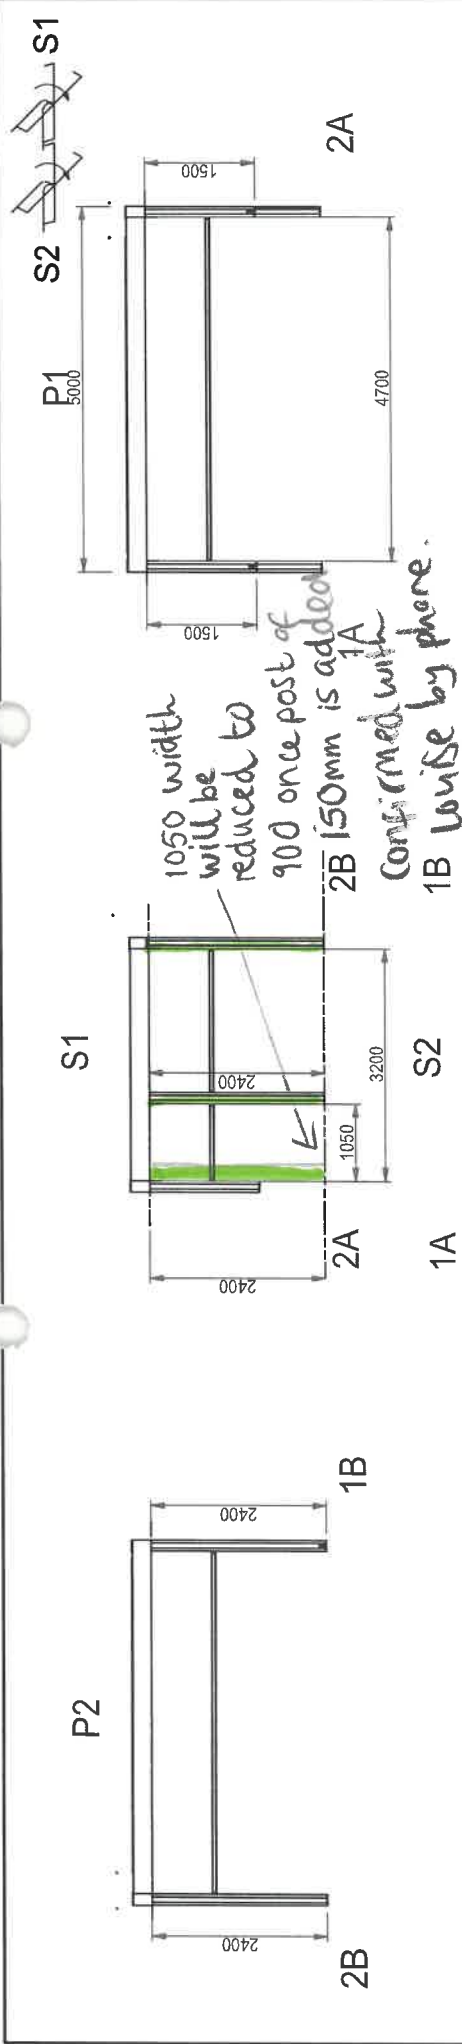 P2
2400
2400
2B
1B
S1
2400
2400
1050
3200
2A
2B
1A
S2
1B
1050 width
will be
reduced to
900 once post of
150mm is added
Confirmed with
Louise by phone.
P1
5000
1500
1500
4700
1A
2A
S2
S1